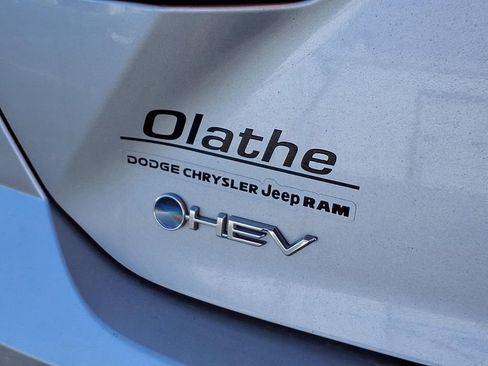 Olathe
DODGE CHRYSLER Jeep RAM
HEV